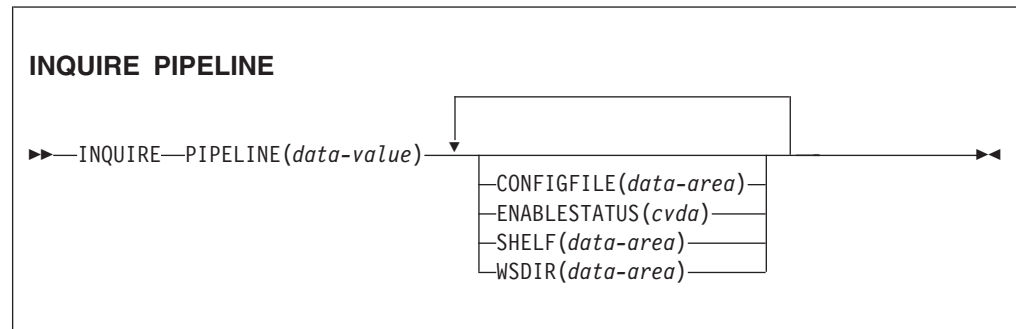 INQUIRE PIPELINE
INQUIRE PIPELINE(data-value)
CONFIGFILE(data-area)
ENABLESTATUS(cvda)
SHELF(data-area)
WSDIR(data-area)